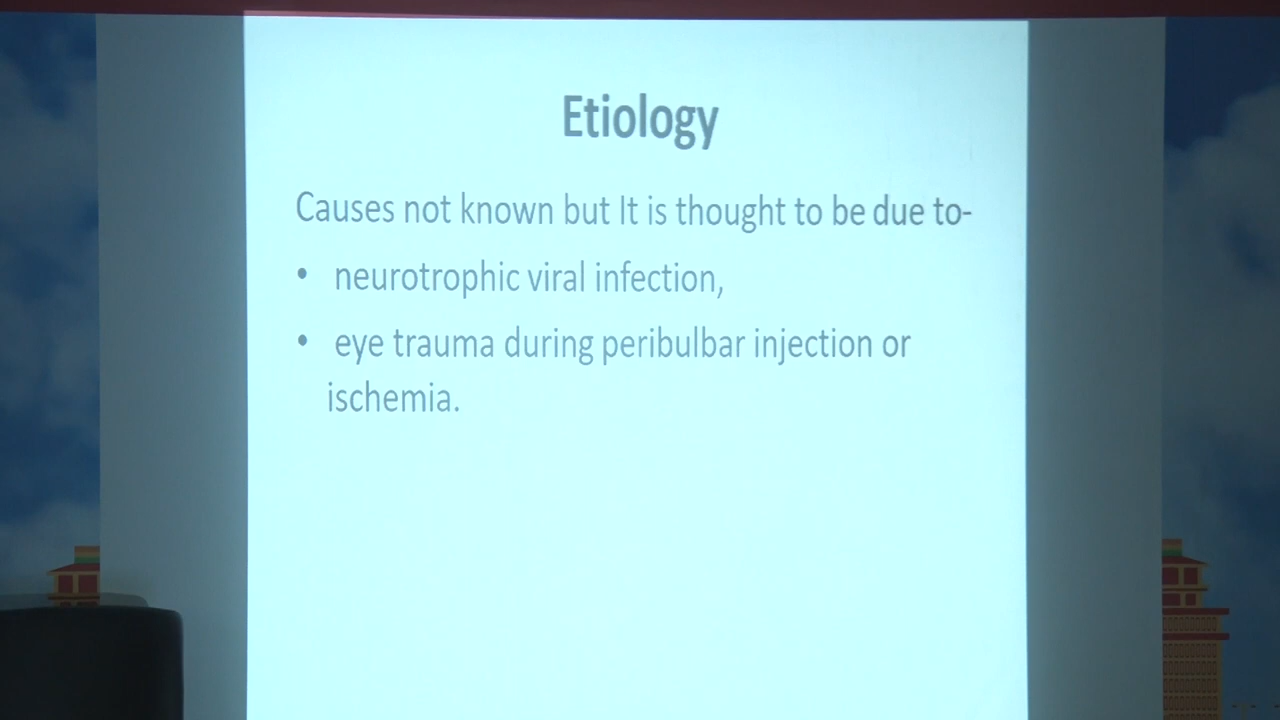 Etiology
Causes not known but It is thought to be due to-
• neurotrophic viral infection,
• eye trauma during peribulbar injection or
ischemia.